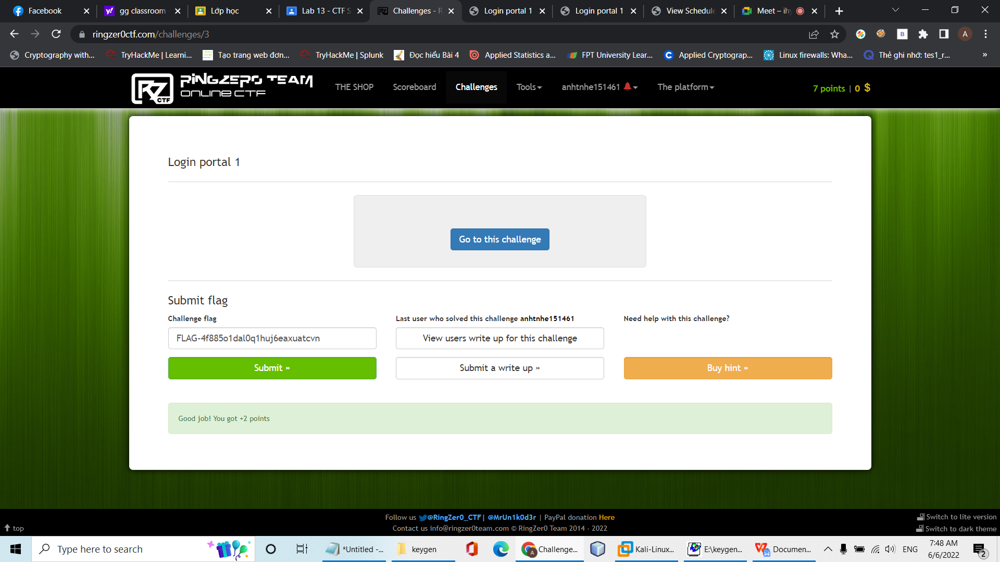 Facebook
gg classroom
Lớp học
Lab 13 - CTF S
Challenges - R
Login portal 1
Login portal 1
View Schedule
Meet – ihy
ringzer0ctf.com/challenges/3
A
Cryptography with...
TryHackMe | Learni...
Tạo trang web đơn...
TryHackMe | Splunk
Đọc hiểu Bài 4
Applied Statistics a...
FPT University Lear...
Applied Cryptograp...
Linux firewalls: Wha...
Thẻ ghi nhớ: tes1_r...
»
RZ CTF
RiNGZER0 TEAM
ONLINE CTF
THE SHOP
Scoreboard
Challenges
Tools
anhtnhe151461
The platform
7 points | 0 $
Login portal 1
Go to this challenge
Submit flag
Challenge flag
Last user who solved this challenge anhtnhe151461
Need help with this challenge?
FLAG-4f885o1dal0q1huj6eaxuatcvn
View users write up for this challenge
Submit »
Submit a write up »
Buy hint »
Good job! You got +2 points
Follow us @RingZer0_CTF | @MrUn1k0d3r | PayPal donation Here
Switch to lite version
top
Contact us info@ringzer0team.com © RingZer0 Team 2014 - 2022
Switch to dark theme
Type here to search
*Untitled -...
keygen
Challenge...
Kali-Linux...
E:\keygen...
Documen...
ENG
7:48 AM
6/6/2022
2